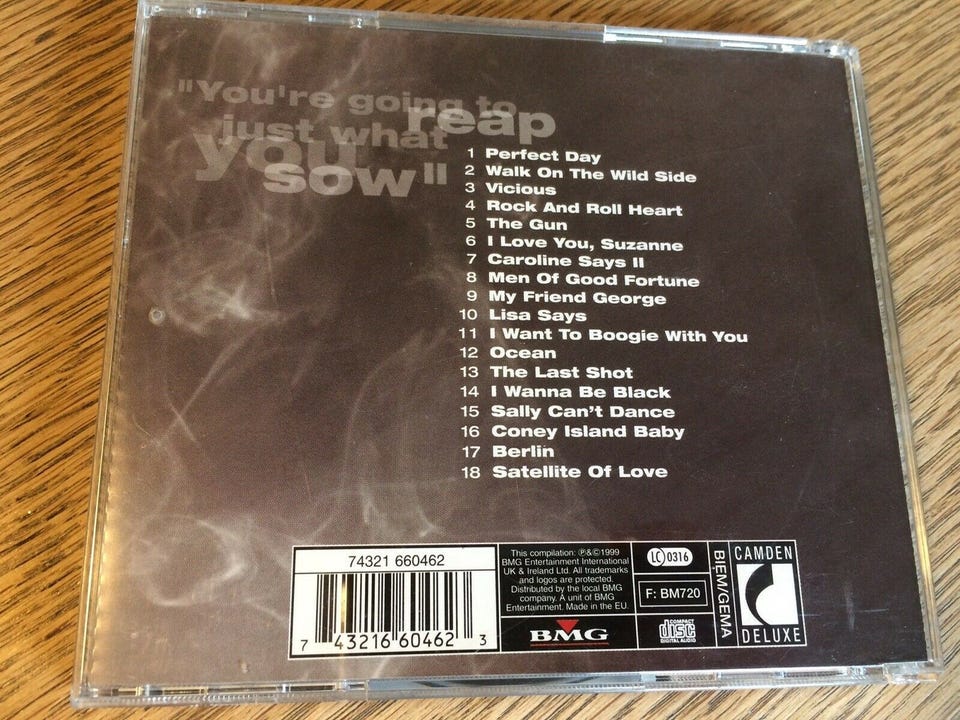 "You're going to
reap
just what
you
sow"
1 Perfect Day
2 Walk On The Wild Side
3 Vicious
4 Rock And Roll Heart
5 The Gun
6 I Love You, Suzanne
7 Caroline Says II
8 Men Of Good Fortune
9 My Friend George
10 Lisa Says
11 I Want To Boogie With You
12 Ocean
13 The Last Shot
14 I Wanna Be Black
15 Sally Can't Dance
16 Coney Island Baby
17 Berlin
18 Satellite Of Love
74321 660462
7 43216 60462 3
This compilation: ℗&©1999
BMG Entertainment International
UK & Ireland Ltd. All trademarks
and logos are protected.
Distributed by the local BMG
company. A unit of BMG
Entertainment. Made in the EU.
BMG
LC 0316
F: BM720
COMPACT
disc
DIGITAL AUDIO
BIEM/GEMA
CAMDEN
DELUXE